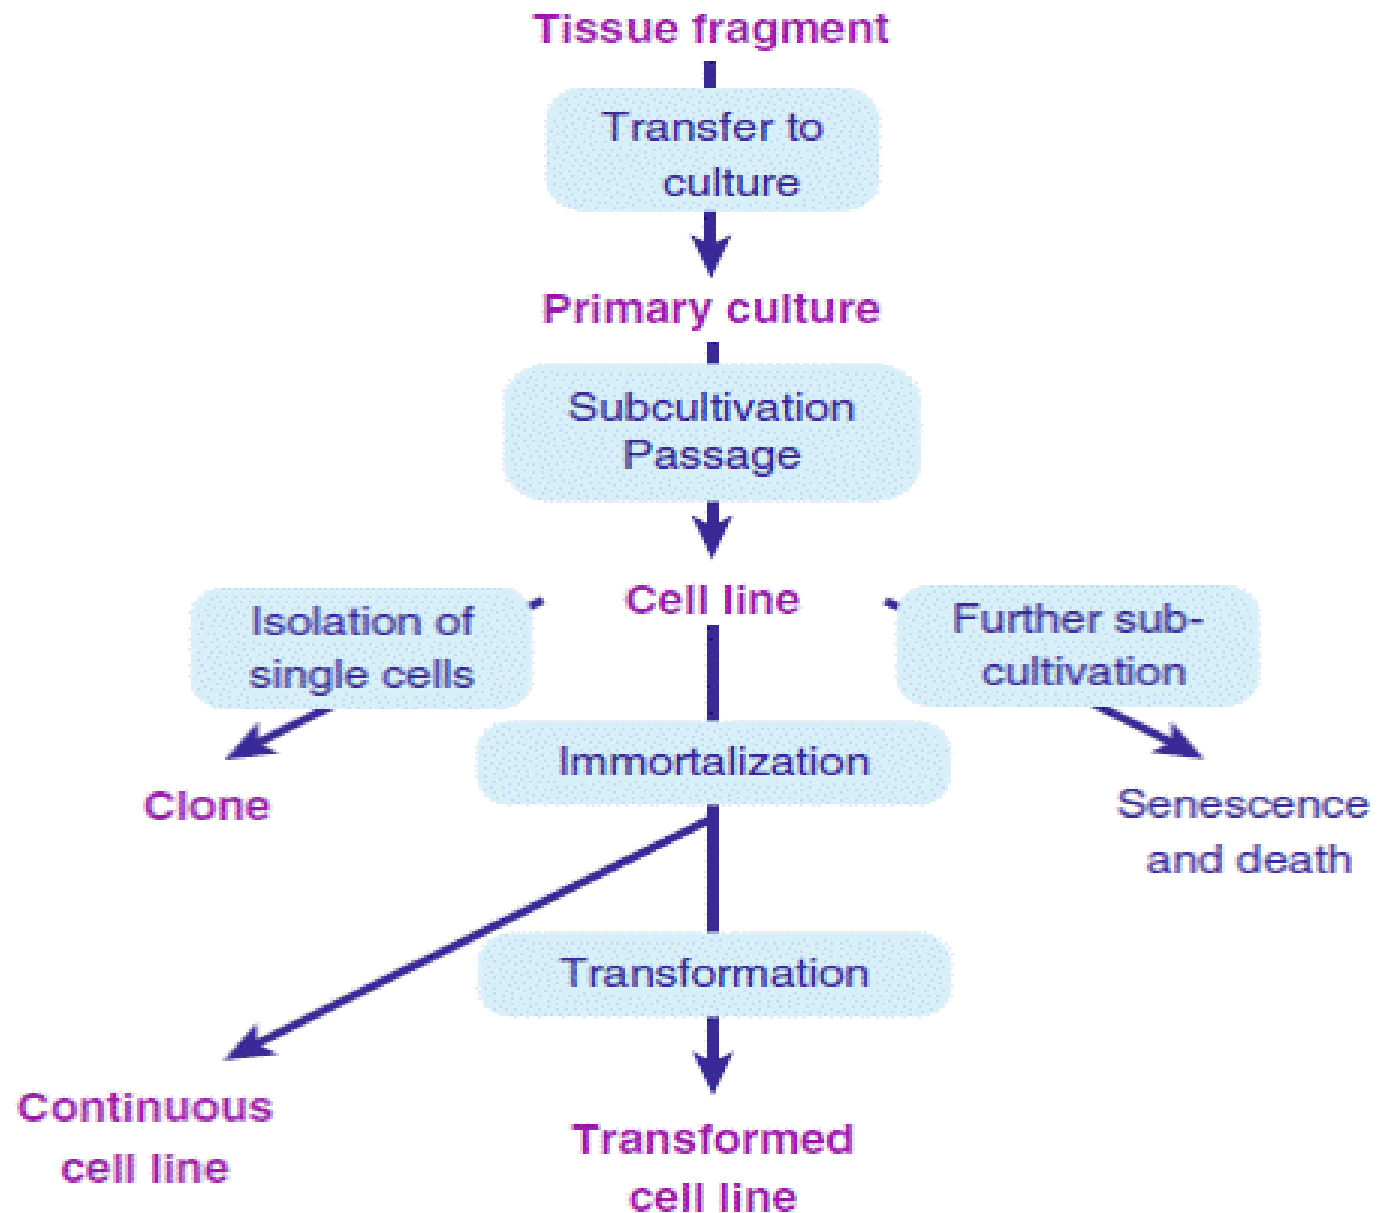 Tissue fragment
Transfer to
culture
Primary culture
Subcultivation
Passage
Cell line
Isolation of
single cells
Further sub-
cultivation
Immortalization
Clone
Senescence
and death
Transformation
Continuous
cell line
Transformed
cell line